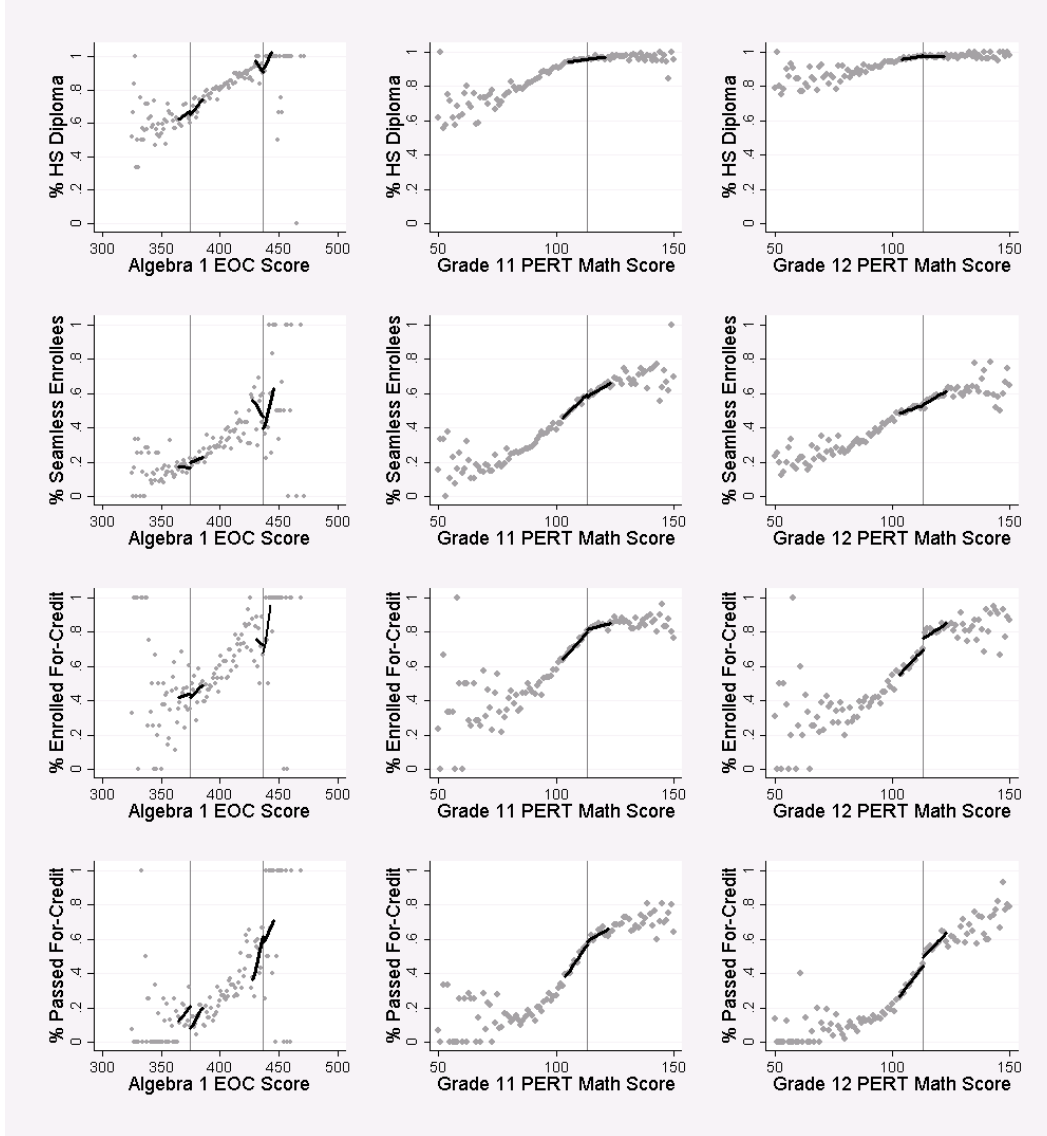 % HS Diploma
0 .2 .4 .6 .8 1
300 350 400 450 500
Algebra 1 EOC Score
% HS Diploma
0 .2 .4 .6 .8 1
50 100 150
Grade 11 PERT Math Score
% HS Diploma
0 .2 .4 .6 .8 1
50 100 150
Grade 12 PERT Math Score
% Seamless Enrollees
0 .2 .4 .6 .8 1
300 350 400 450 500
Algebra 1 EOC Score
% Seamless Enrollees
0 .2 .4 .6 .8 1
50 100 150
Grade 11 PERT Math Score
% Seamless Enrollees
0 .2 .4 .6 .8 1
50 100 150
Grade 12 PERT Math Score
% Enrolled For-Credit
0 .2 .4 .6 .8 1
300 350 400 450 500
Algebra 1 EOC Score
% Enrolled For-Credit
0 .2 .4 .6 .8 1
50 100 150
Grade 11 PERT Math Score
% Enrolled For-Credit
0 .2 .4 .6 .8 1
50 100 150
Grade 12 PERT Math Score
% Passed For-Credit
0 .2 .4 .6 .8 1
300 350 400 450 500
Algebra 1 EOC Score
% Passed For-Credit
0 .2 .4 .6 .8 1
50 100 150
Grade 11 PERT Math Score
% Passed For-Credit
0 .2 .4 .6 .8 1
50 100 150
Grade 12 PERT Math Score